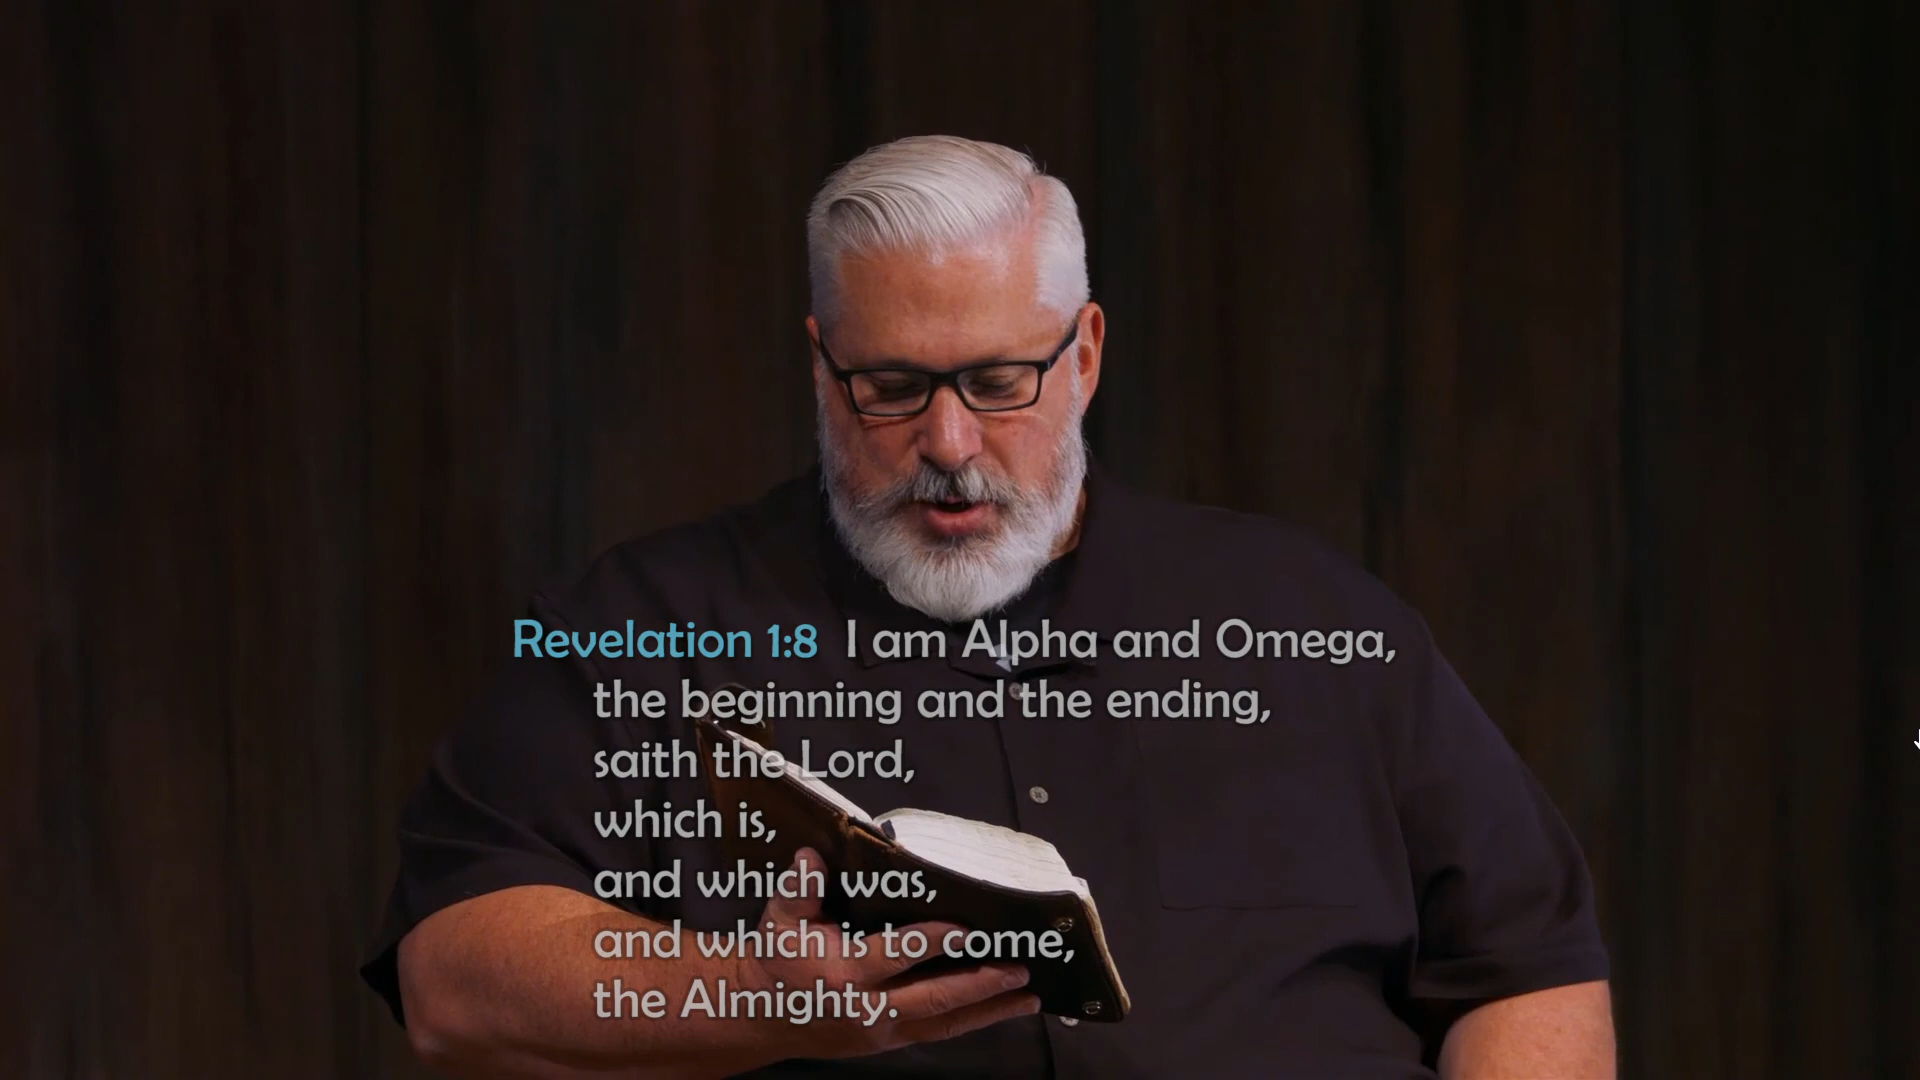 Revelation 1:8 I am Alpha and Omega,
the beginning and the ending,
saith the Lord,
which is,
and which was,
and which is to come,
the Almighty.